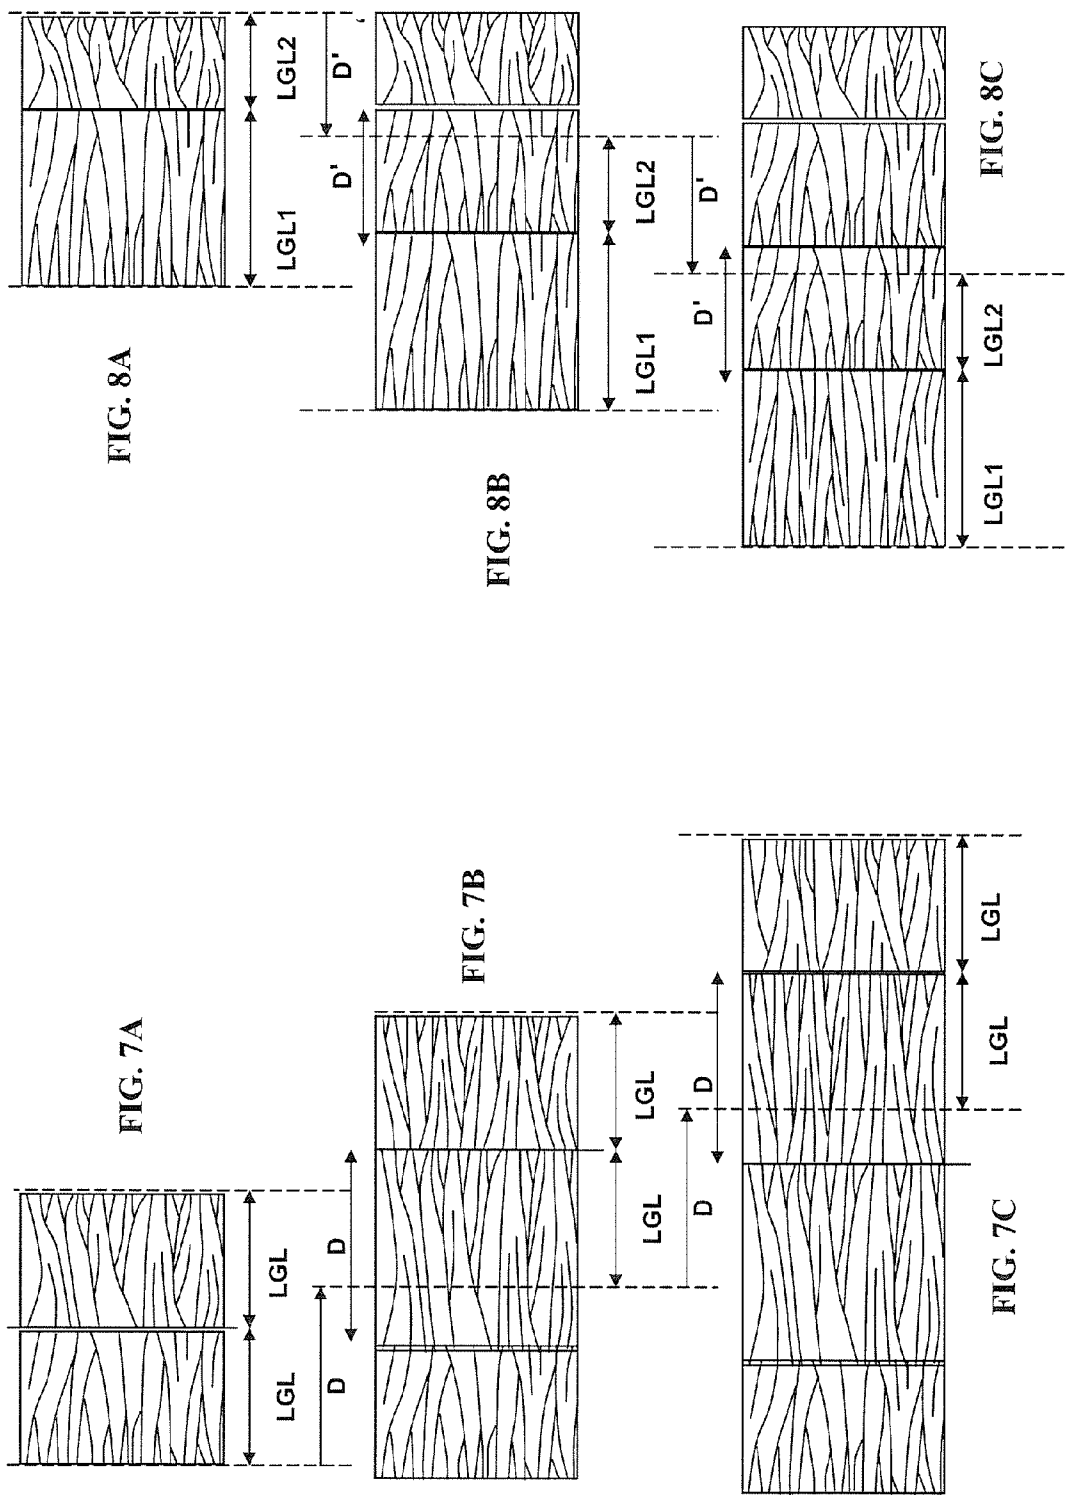 FIG. 7A
LGL
LGL
D
FIG. 7B
D
LGL
LGL
D
FIG. 7C
D
LGL
LGL
FIG. 8A
LGL1
LGL2
D'
FIG. 8B
D'
LGL1
LGL2
D'
FIG. 8C
D'
LGL1
LGL2